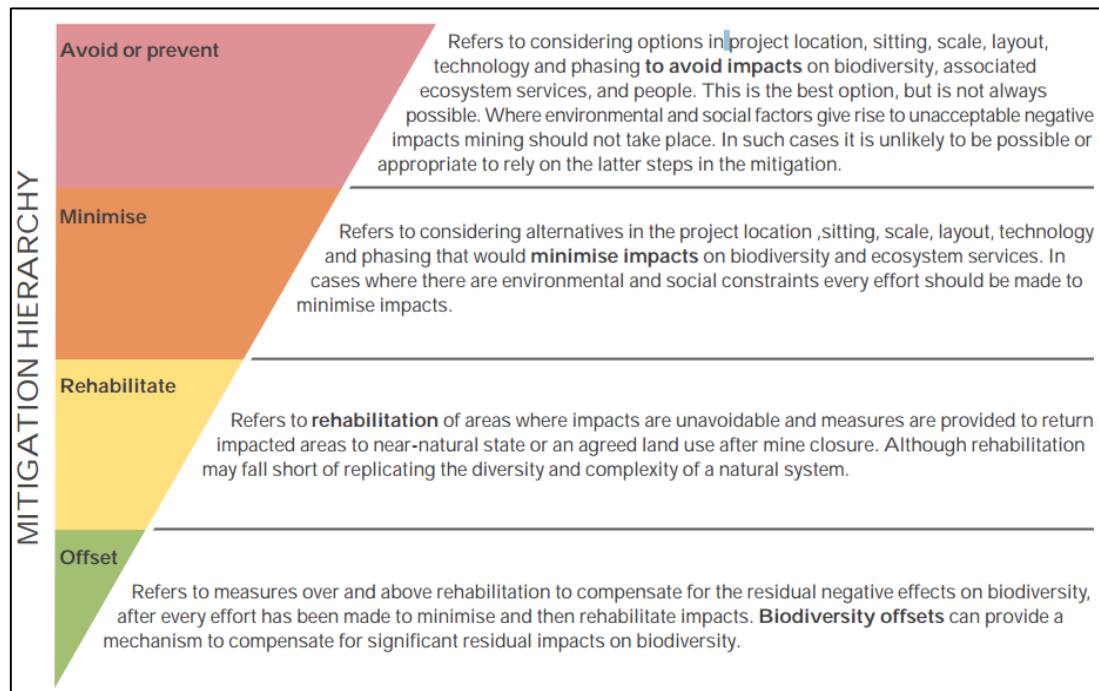 MITIGATION HIERARCHY
Avoid or prevent
Refers to considering options in project location, sitting, scale, layout,
technology and phasing to avoid impacts on biodiversity, associated
ecosystem services, and people. This is the best option, but is not always
possible. Where environmental and social factors give rise to unacceptable negative
impacts mining should not take place. In such cases it is unlikely to be possible or
appropriate to rely on the latter steps in the mitigation.
Minimise
Refers to considering alternatives in the project location ,sitting, scale, layout, technology
and phasing that would minimise impacts on biodiversity and ecosystem services. In
cases where there are environmental and social constraints every effort should be made to
minimise impacts.
Rehabilitate
Refers to rehabilitation of areas where impacts are unavoidable and measures are provided to return
impacted areas to near-natural state or an agreed land use after mine closure. Although rehabilitation
may fall short of replicating the diversity and complexity of a natural system.
Offset
Refers to measures over and above rehabilitation to compensate for the residual negative effects on biodiversity,
after every effort has been made to minimise and then rehabilitate impacts. Biodiversity offsets can provide a
mechanism to compensate for significant residual impacts on biodiversity.